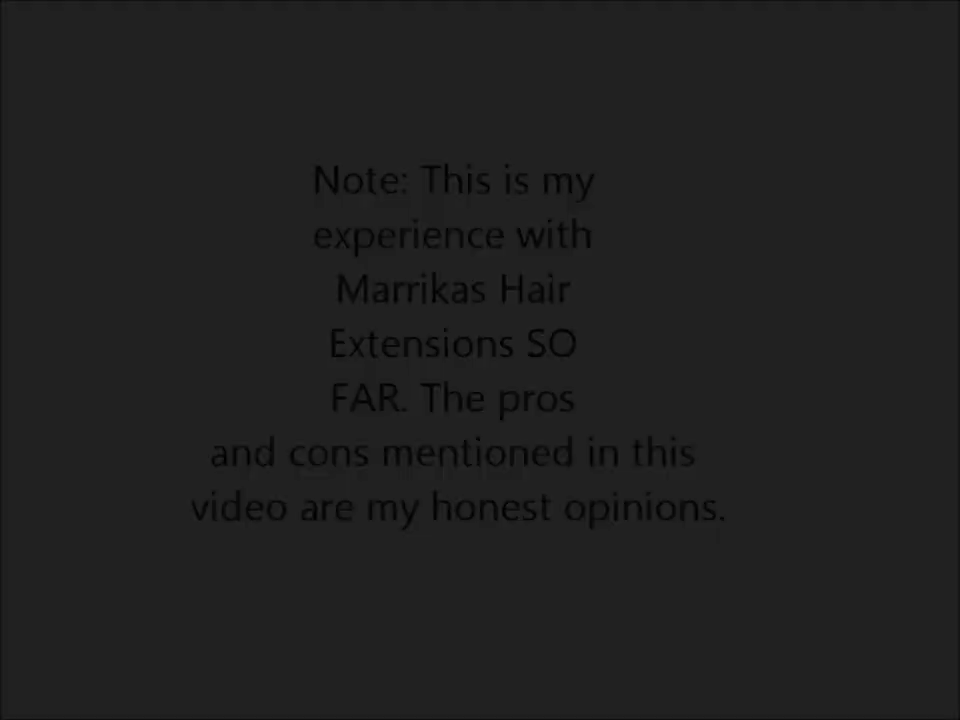 Note: This is my
experience with
Marrikas Hair
Extensions SO
FAR. The pros
and cons mentioned in this
video are my honest opinions.